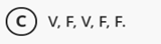 C V, F, V, F, F.